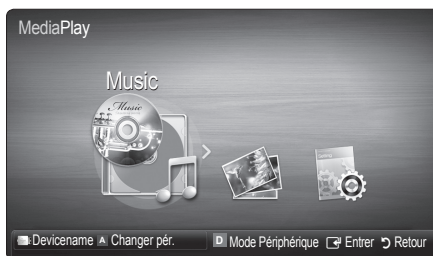 MediaPlay
Music
Music
Devicename A Changer pér. D Mode Périphérique Entrer Retour